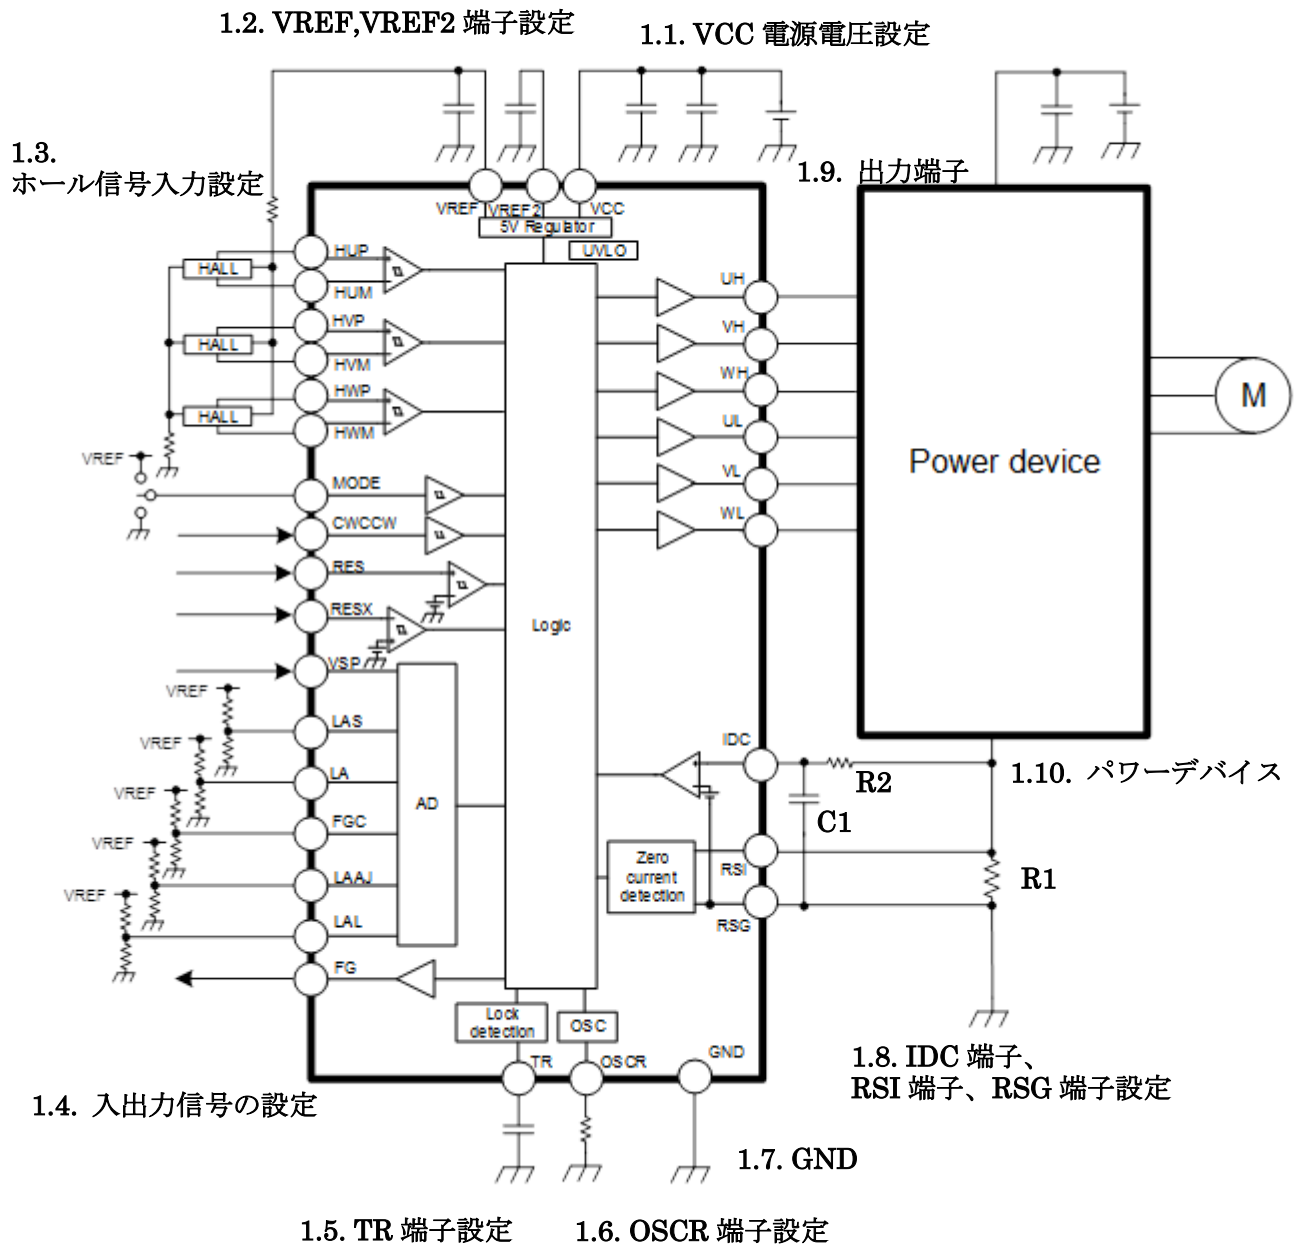 1.2. VREF,VREF2 端子設定
1.1. VCC 電源電圧設定
1.3.
ホール信号入力設定
1.9. 出力端子
VREF
VREF2
VCC
5V Regulator
UVLO
HALL
HUP
HUM
HALL
HVP
HVM
HALL
HWP
HWM
VREF
MODE
CWCCW
RES
RESX
VSP
VREF
LAS
VREF
LA
VREF
FGC
VREF
LAAJ
VREF
LAL
FG
AD
Logic
UH
VH
WH
UL
VL
WL
Power device
M
IDC
R2
1.10. パワーデバイス
C1
Zero
current
detection
RSI
RSG
R1
Lock
detection
OSC
TR
OSCR
GND
1.8. IDC 端子、
RSI 端子、RSG 端子設定
1.4. 入出力信号の設定
1.7. GND
1.5. TR 端子設定
1.6. OSCR 端子設定